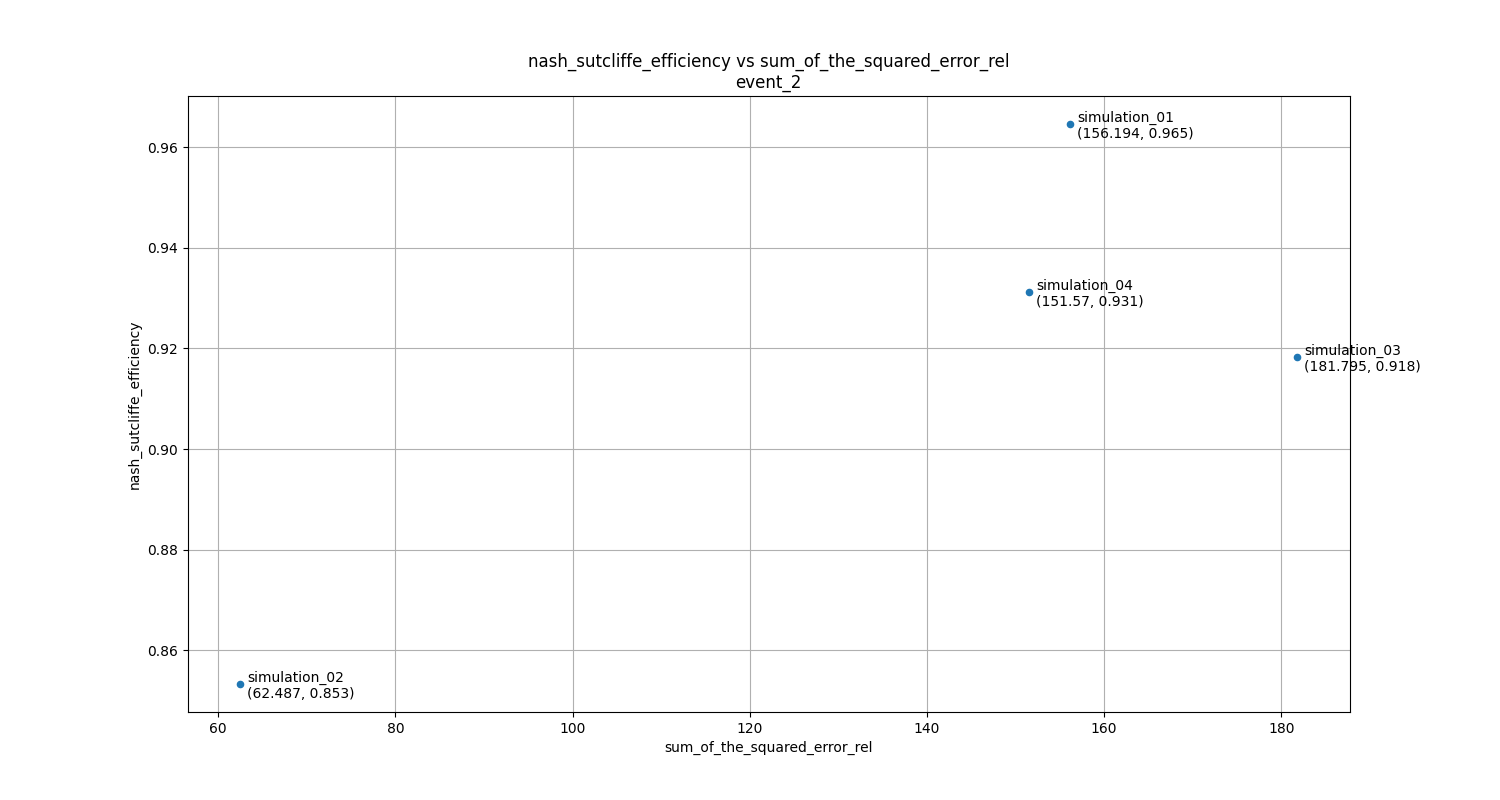 nash_sutcliffe_efficiency vs sum_of_the_squared_error_rel
event_2
simulation_01
(156.194, 0.965)
0.96
0.94
simulation_04
(151.57, 0.931)
0.92
simulation_03
(181.795, 0.918)
nash_sutcliffe_efficiency
0.90
0.88
0.86
simulation_02
(62.487, 0.853)
60 80 100 120 140 160 180
sum_of_the_squared_error_rel